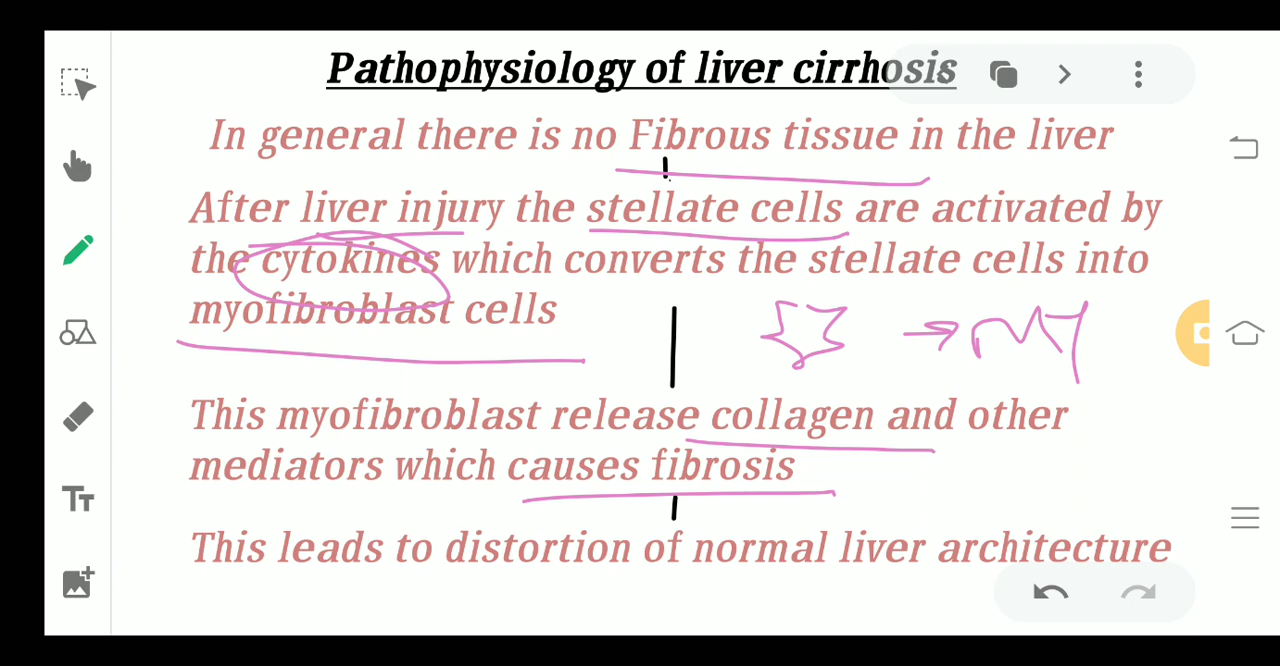 Pathophysiology of liver cirrhosis
In general there is no Fibrous tissue in the liver
After liver injury the stellate cells are activated by
the cytokines which converts the stellate cells into
myofibroblast cells
MY
This myofibroblast release collagen and other
mediators which causes fibrosis
This leads to distortion of normal liver architecture
TT